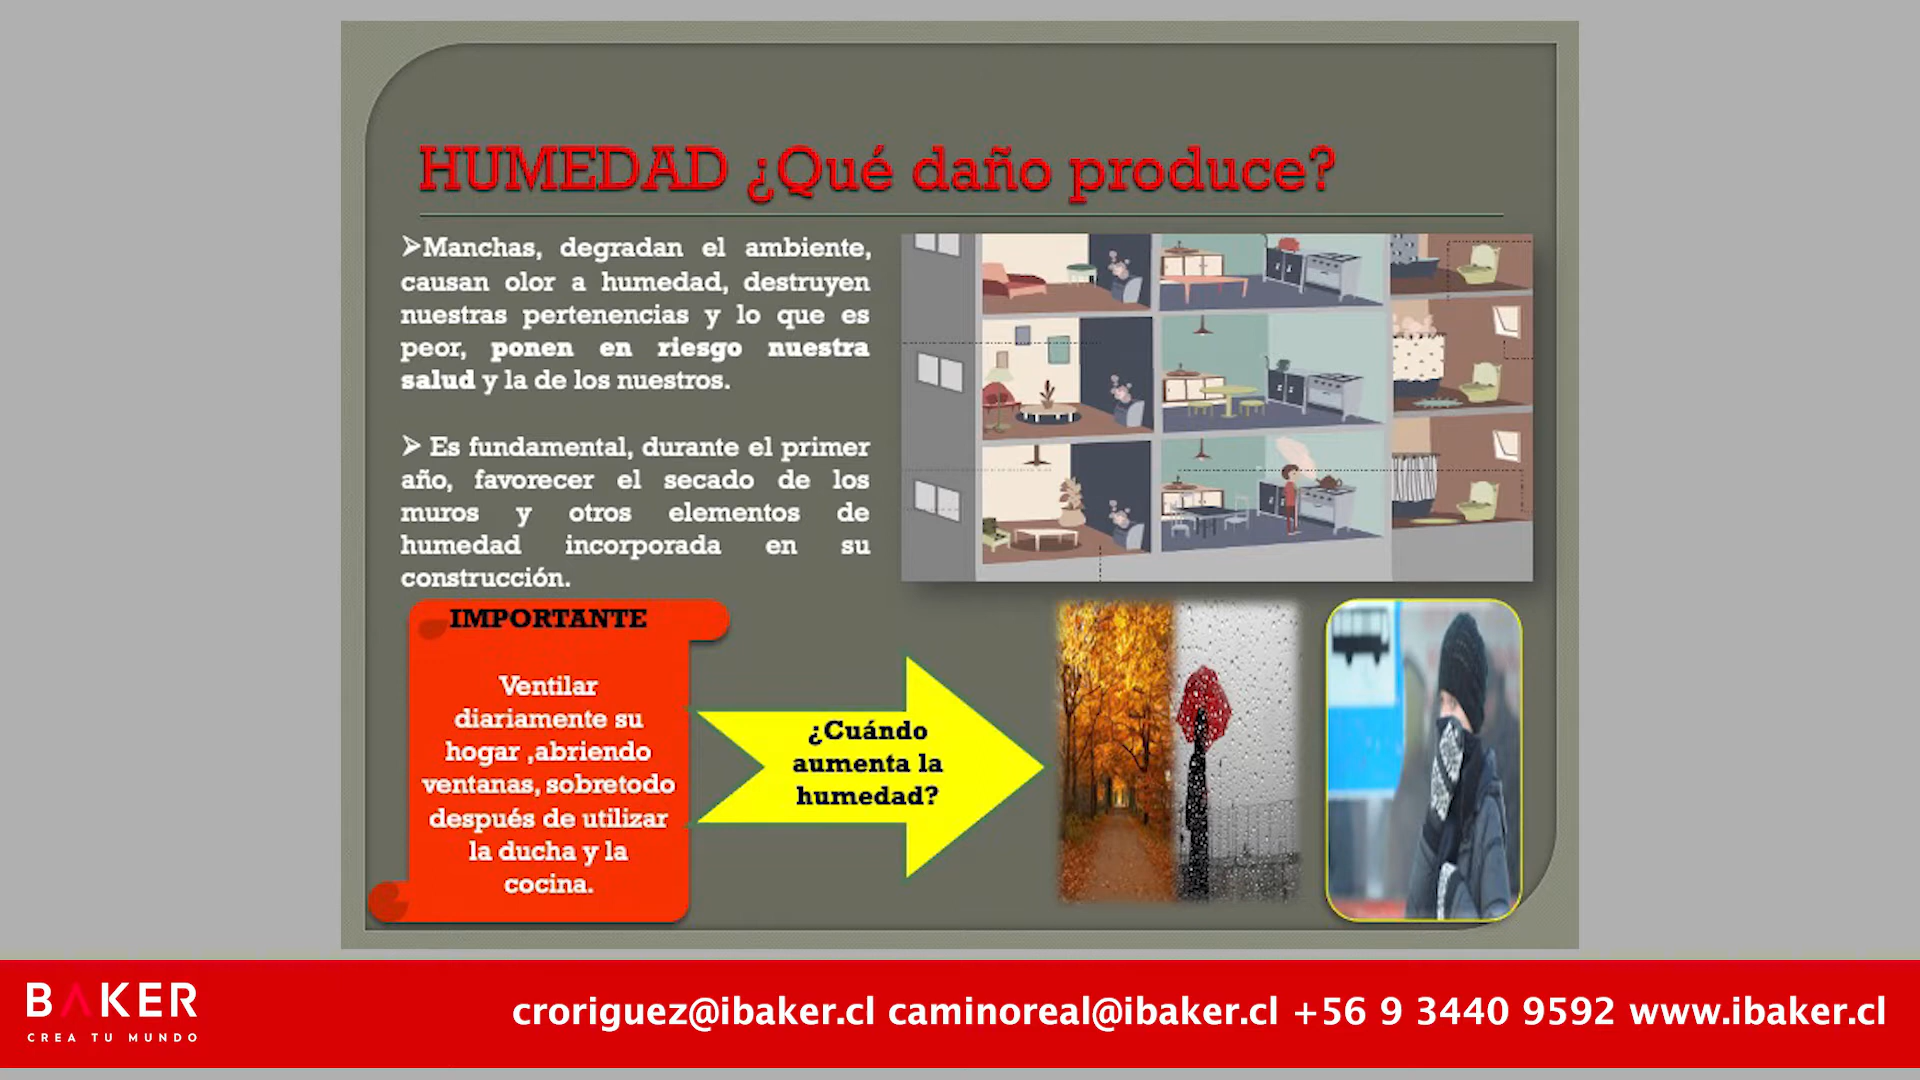 HUMEDAD ¿Qué daño produce?
➢Manchas, degradan el ambiente,
causan olor a humedad, destruyen
nuestras pertenencias y lo que es
peor, ponen en riesgo nuestra
salud y la de los nuestros.
➢ Es fundamental, durante el primer
año, favorecer el secado de los
muros y otros elementos de
humedad incorporada en su
construcción.
IMPORTANTE
Ventilar
diariamente su
hogar ,abriendo
ventanas, sobretodo
después de utilizar
la ducha y la
cocina.
¿Cuándo
aumenta la
humedad?
BAKER
CREA TU MUNDO
croriguez@ibaker.cl caminoreal@ibaker.cl +56 9 3440 9592 www.ibaker.cl